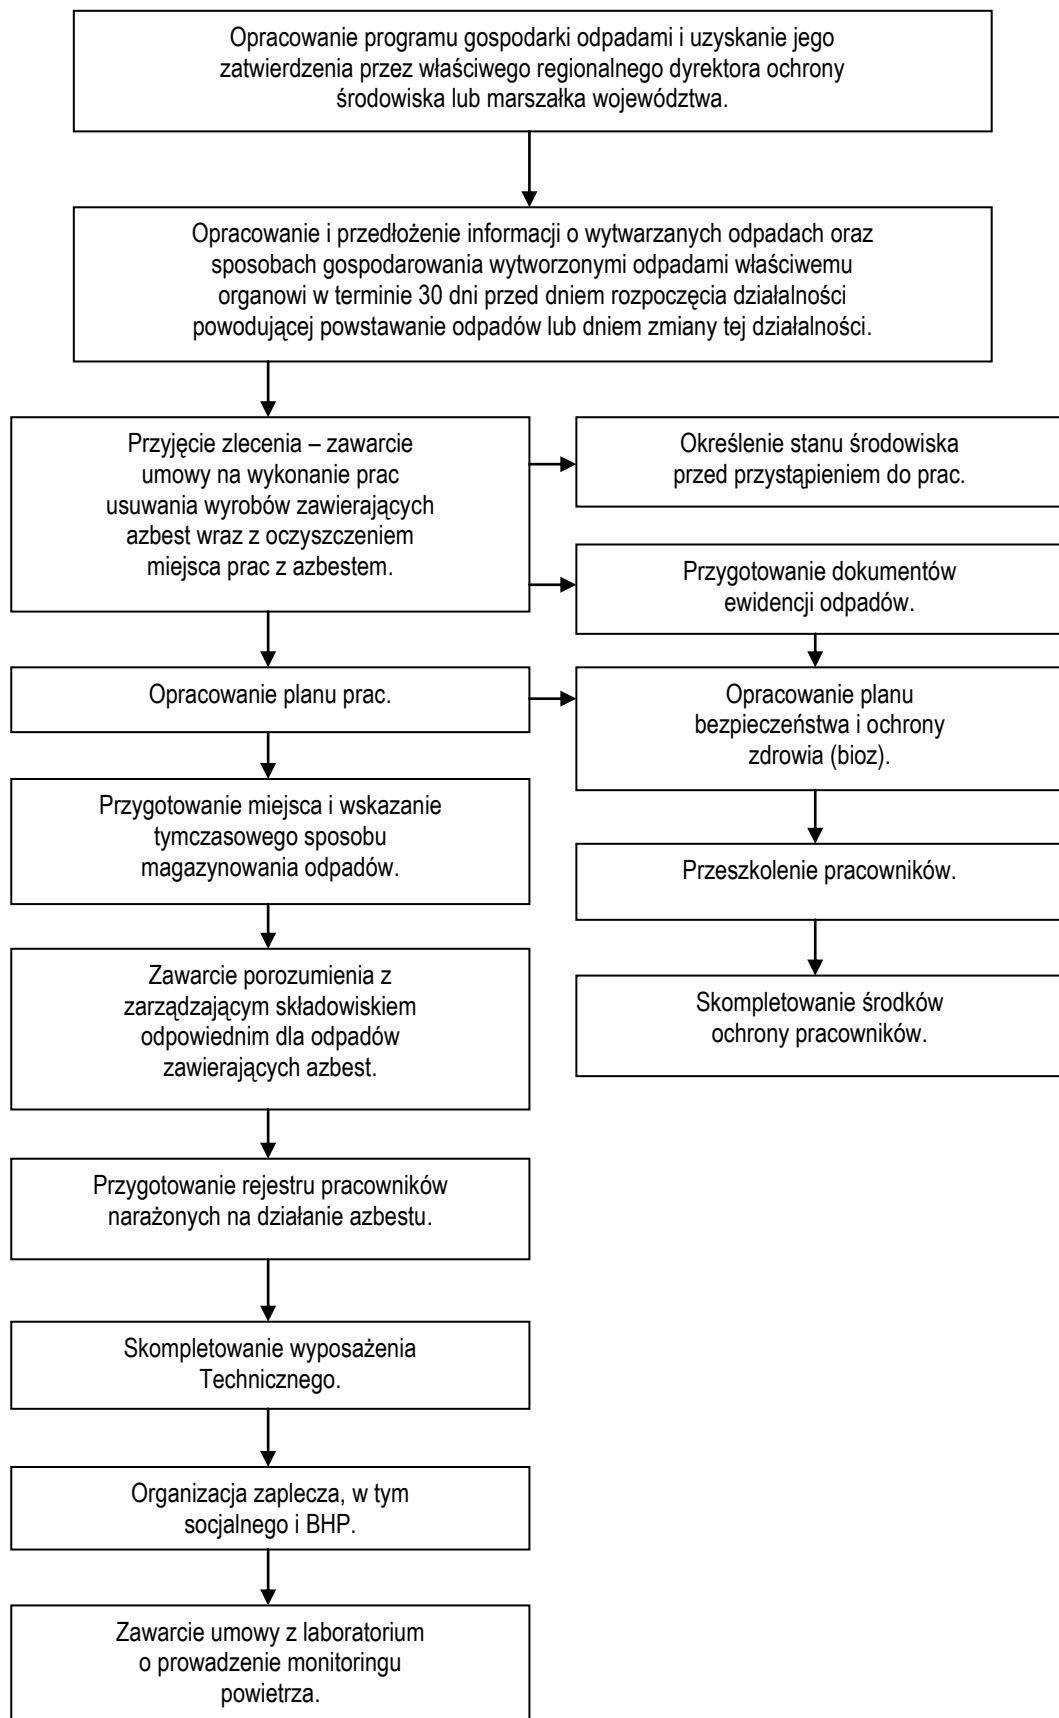 Opracowanie programu gospodarki odpadami i uzyskanie jego
zatwierdzenia przez właściwego regionalnego dyrektora ochrony
środowiska lub marszałka województwa.
Opracowanie i przedłożenie informacji o wytwarzanych odpadach oraz
sposobach gospodarowania wytworzonymi odpadami właściwemu
organowi w terminie 30 dni przed dniem rozpoczęcia działalności
powodującej powstawanie odpadów lub dniem zmiany tej działalności.
Przyjęcie zlecenia – zawarcie
umowy na wykonanie prac
usuwania wyrobów zawierających
azbest wraz z oczyszczeniem
miejsca prac z azbestem.
Określenie stanu środowiska
przed przystąpieniem do prac.
Przygotowanie dokumentów
ewidencji odpadów.
Opracowanie planu prac.
Opracowanie planu
bezpieczeństwa i ochrony
zdrowia (bioz).
Przygotowanie miejsca i wskazanie
tymczasowego sposobu
magazynowania odpadów.
Przeszkolenie pracowników.
Zawarcie porozumienia z
zarządzającym składowiskiem
odpowiednim dla odpadów
zawierających azbest.
Skompletowanie środków
ochrony pracowników.
Przygotowanie rejestru pracowników
narażonych na działanie azbestu.
Skompletowanie wyposażenia
Technicznego.
Organizacja zaplecza, w tym
socjalnego i BHP.
Zawarcie umowy z laboratorium
o prowadzenie monitoringu
powietrza.